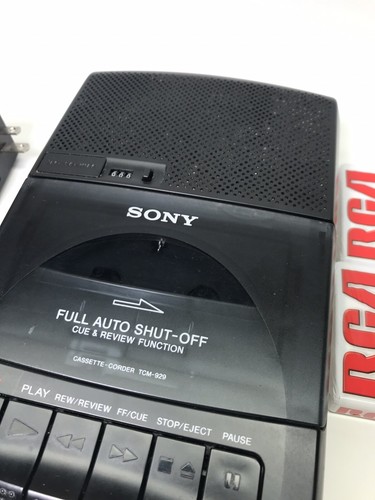 SONY
FULL AUTO SHUT-OFF
CUE & REVIEW FUNCTION
CASSETTE-CORDER TCM-929
PLAY REW/REVIEW FF/CUE STOP/EJECT PAUSE
RCA
RCA